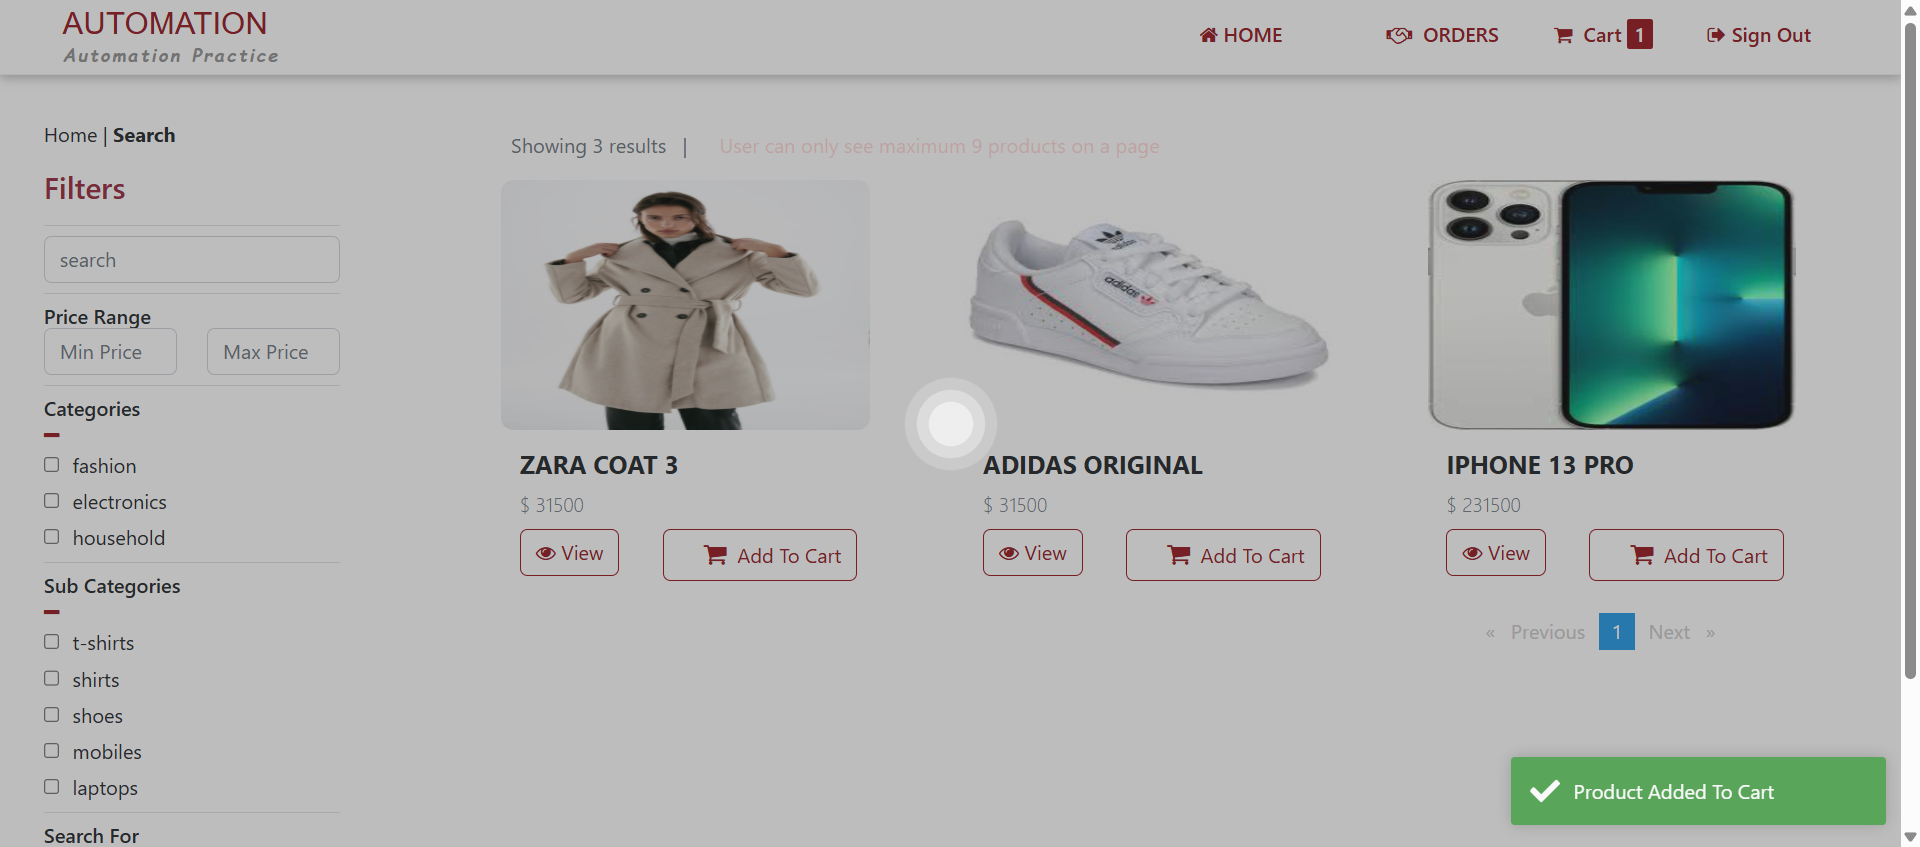 AUTOMATION
Automation Practice
HOME
ORDERS
Cart 1
Sign Out
Home | Search
Showing 3 results |
User can only see maximum 9 products on a page
Filters
search
Price Range
Min Price
Max Price
Categories
fashion
electronics
household
Sub Categories
t-shirts
shirts
shoes
mobiles
laptops
Search For
adidas
adidas
ZARA COAT 3
$ 31500
View
Add To Cart
ADIDAS ORIGINAL
$ 31500
View
Add To Cart
IPHONE 13 PRO
$ 231500
View
Add To Cart
« Previous 1 Next »
Product Added To Cart